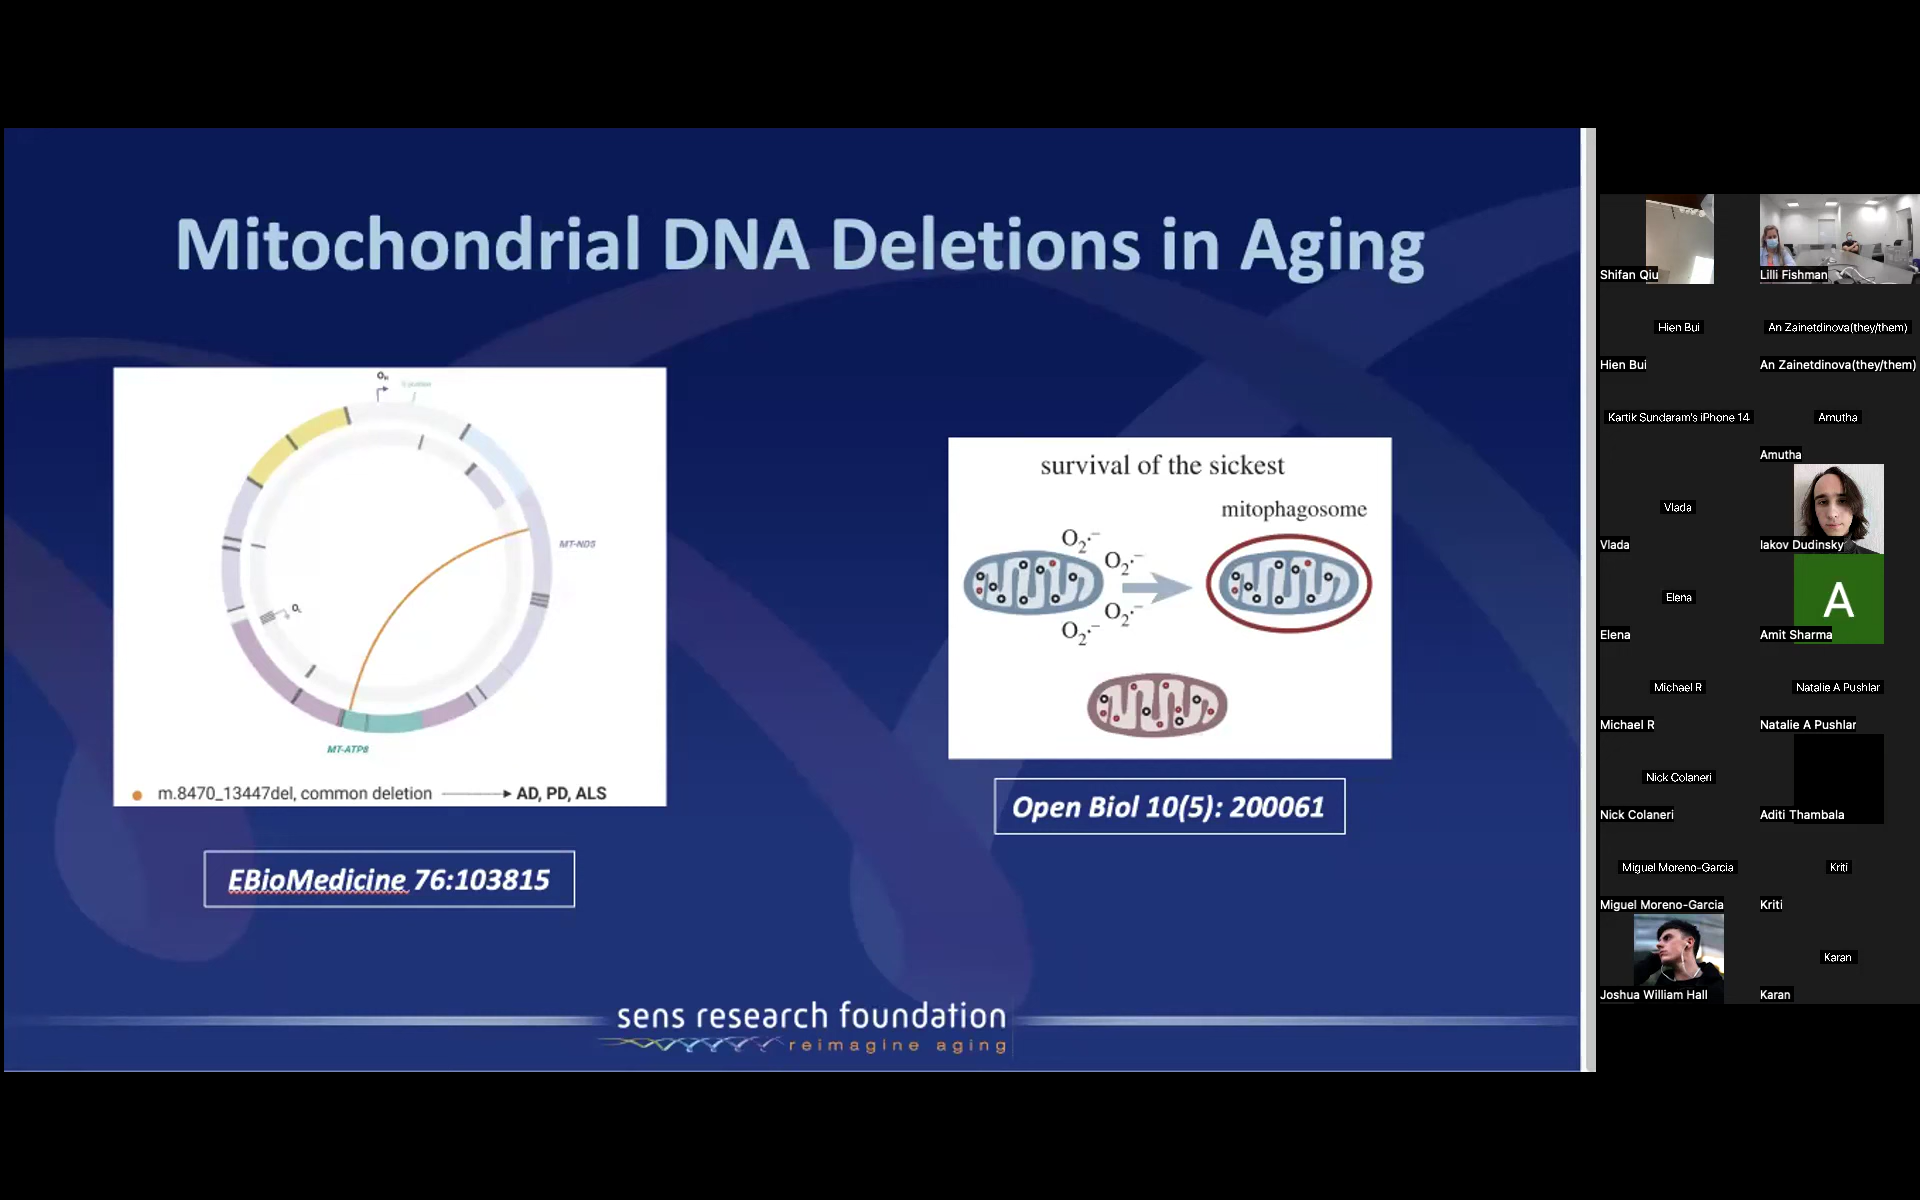 Mitochondrial DNA Deletions in Aging
OH
MT-ND5
OL
MT-ATP8
m.8470_13447del, common deletion → AD, PD, ALS
EBioMedicine 76:103815
survival of the sickest
mitophagosome
O2·−
O2·−
O2·−
O2·−
Open Biol 10(5): 200061
sens research foundation
reimagine aging
Shifan Qiu
Lilli Fishman
Hien Bui
An Zainetdinova(they/them)
Hien Bui
An Zainetdinova(they/them)
Kartik Sundaram's iPhone 14
Amutha
Amutha
Vlada
Vlada
Iakov Dudinsky
Elena
A
Elena
Amit Sharma
Michael R
Natalie A Pushlar
Michael R
Natalie A Pushlar
Nick Colaneri
Nick Colaneri
Aditi Thambala
Miguel Moreno-Garcia
Kriti
Miguel Moreno-Garcia
Kriti
Karan
Joshua William Hall
Karan